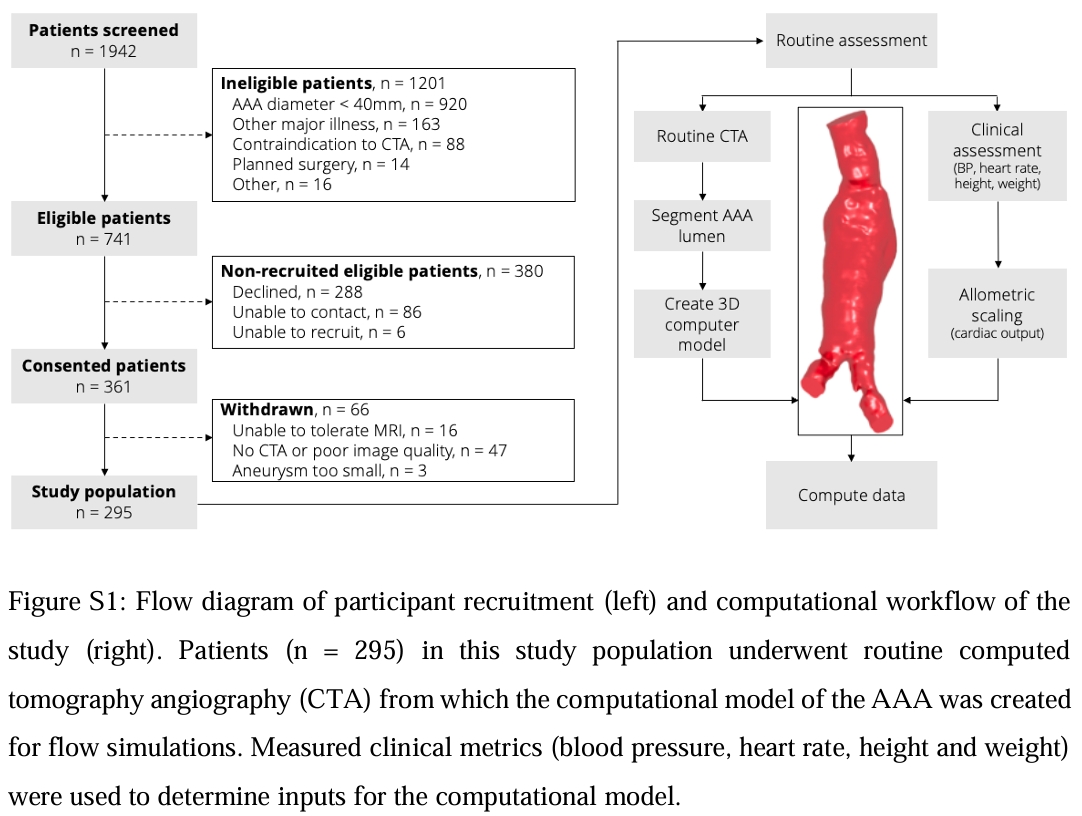 Patients screened
n = 1942
Ineligible patients, n = 1201
AAA diameter < 40mm, n = 920
Other major illness, n = 163
Contraindication to CTA, n = 88
Planned surgery, n = 14
Other, n = 16
Eligible patients
n = 741
Non-recruited eligible patients, n = 380
Declined, n = 288
Unable to contact, n = 86
Unable to recruit, n = 6
Consented patients
n = 361
Withdrawn, n = 66
Unable to tolerate MRI, n = 16
No CTA or poor image quality, n = 47
Aneurysm too small, n = 3
Study population
n = 295
Routine assessment
Routine CTA
Segment AAA
lumen
Create 3D
computer
model
Clinical
assessment
(BP, heart rate,
height, weight)
Allometric
scaling
(cardiac output)
Compute data
Figure S1: Flow diagram of participant recruitment (left) and computational workflow of the
study (right). Patients (n = 295) in this study population underwent routine computed
tomography angiography (CTA) from which the computational model of the AAA was created
for flow simulations. Measured clinical metrics (blood pressure, heart rate, height and weight)
were used to determine inputs for the computational model.